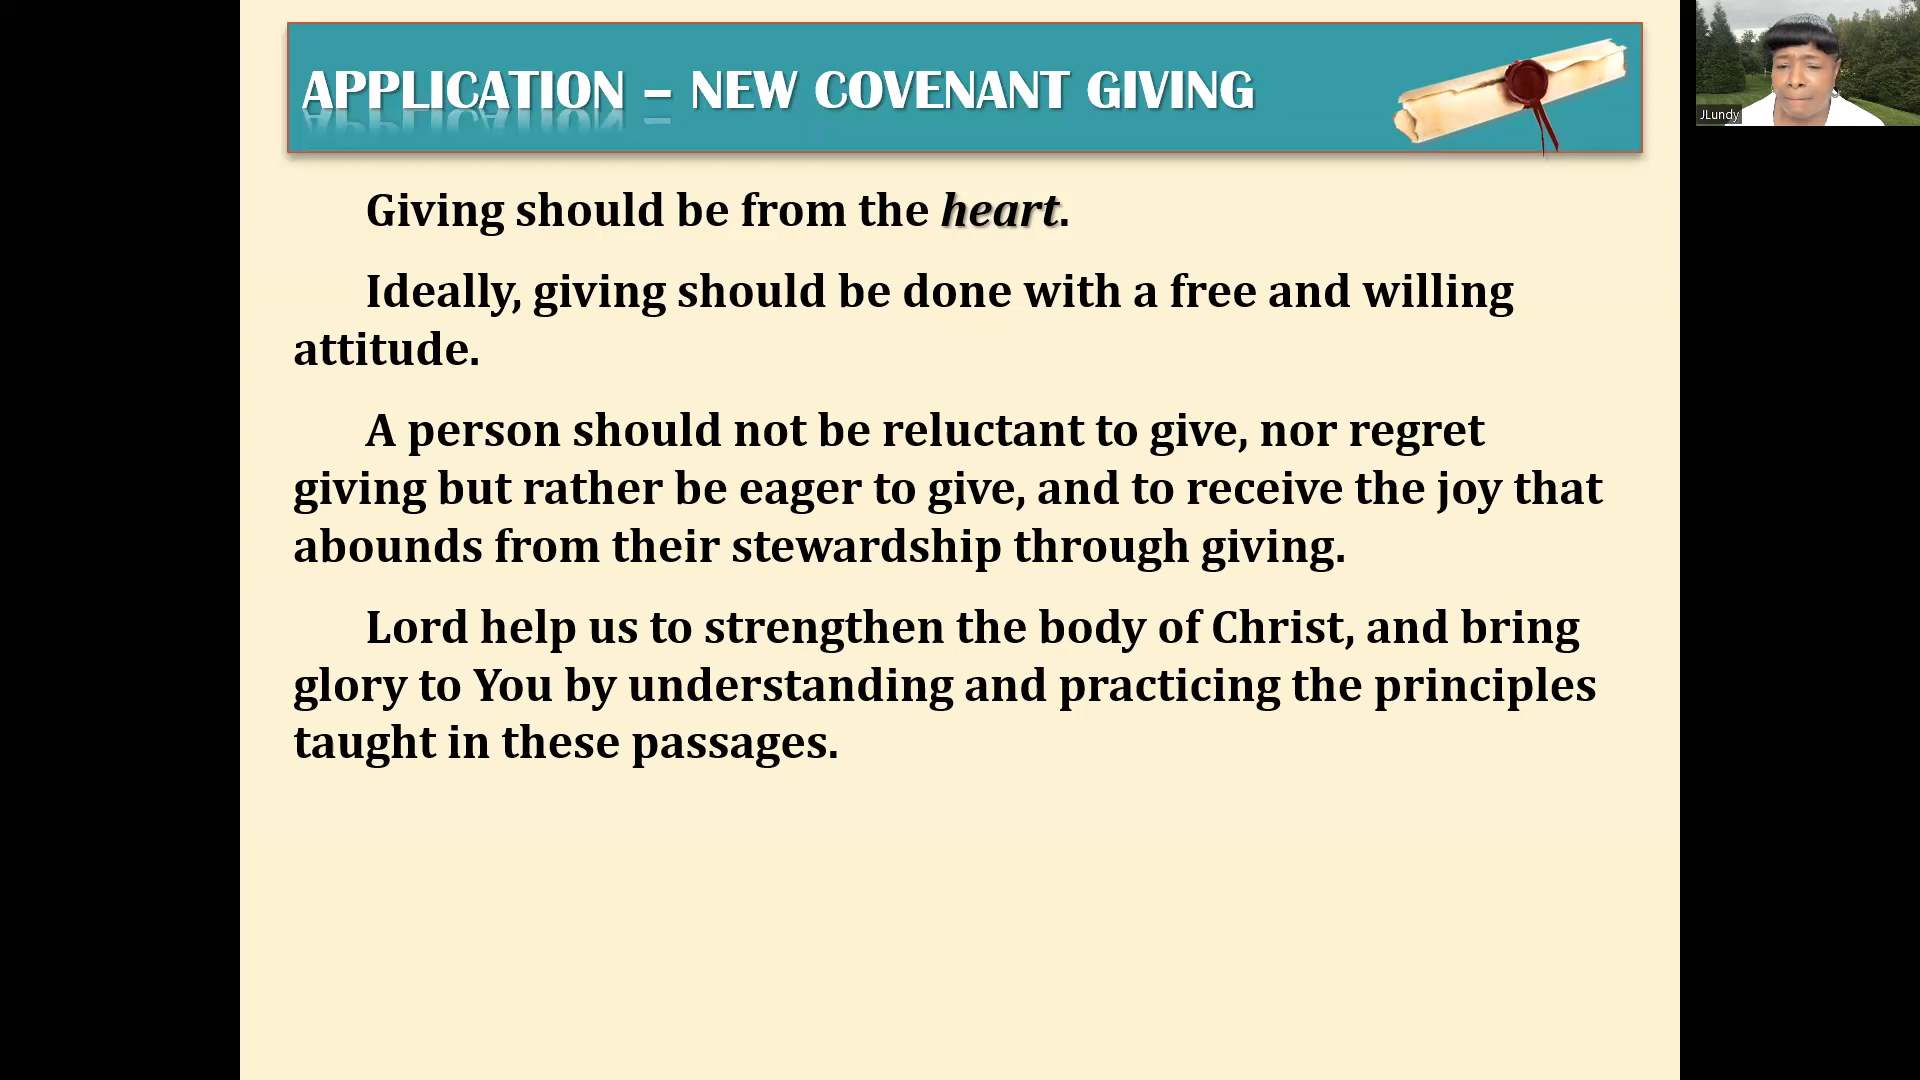 APPLICATION – NEW COVENANT GIVING
JLundy
Giving should be from the heart.
Ideally, giving should be done with a free and willing
attitude.
A person should not be reluctant to give, nor regret
giving but rather be eager to give, and to receive the joy that
abounds from their stewardship through giving.
Lord help us to strengthen the body of Christ, and bring
glory to You by understanding and practicing the principles
taught in these passages.